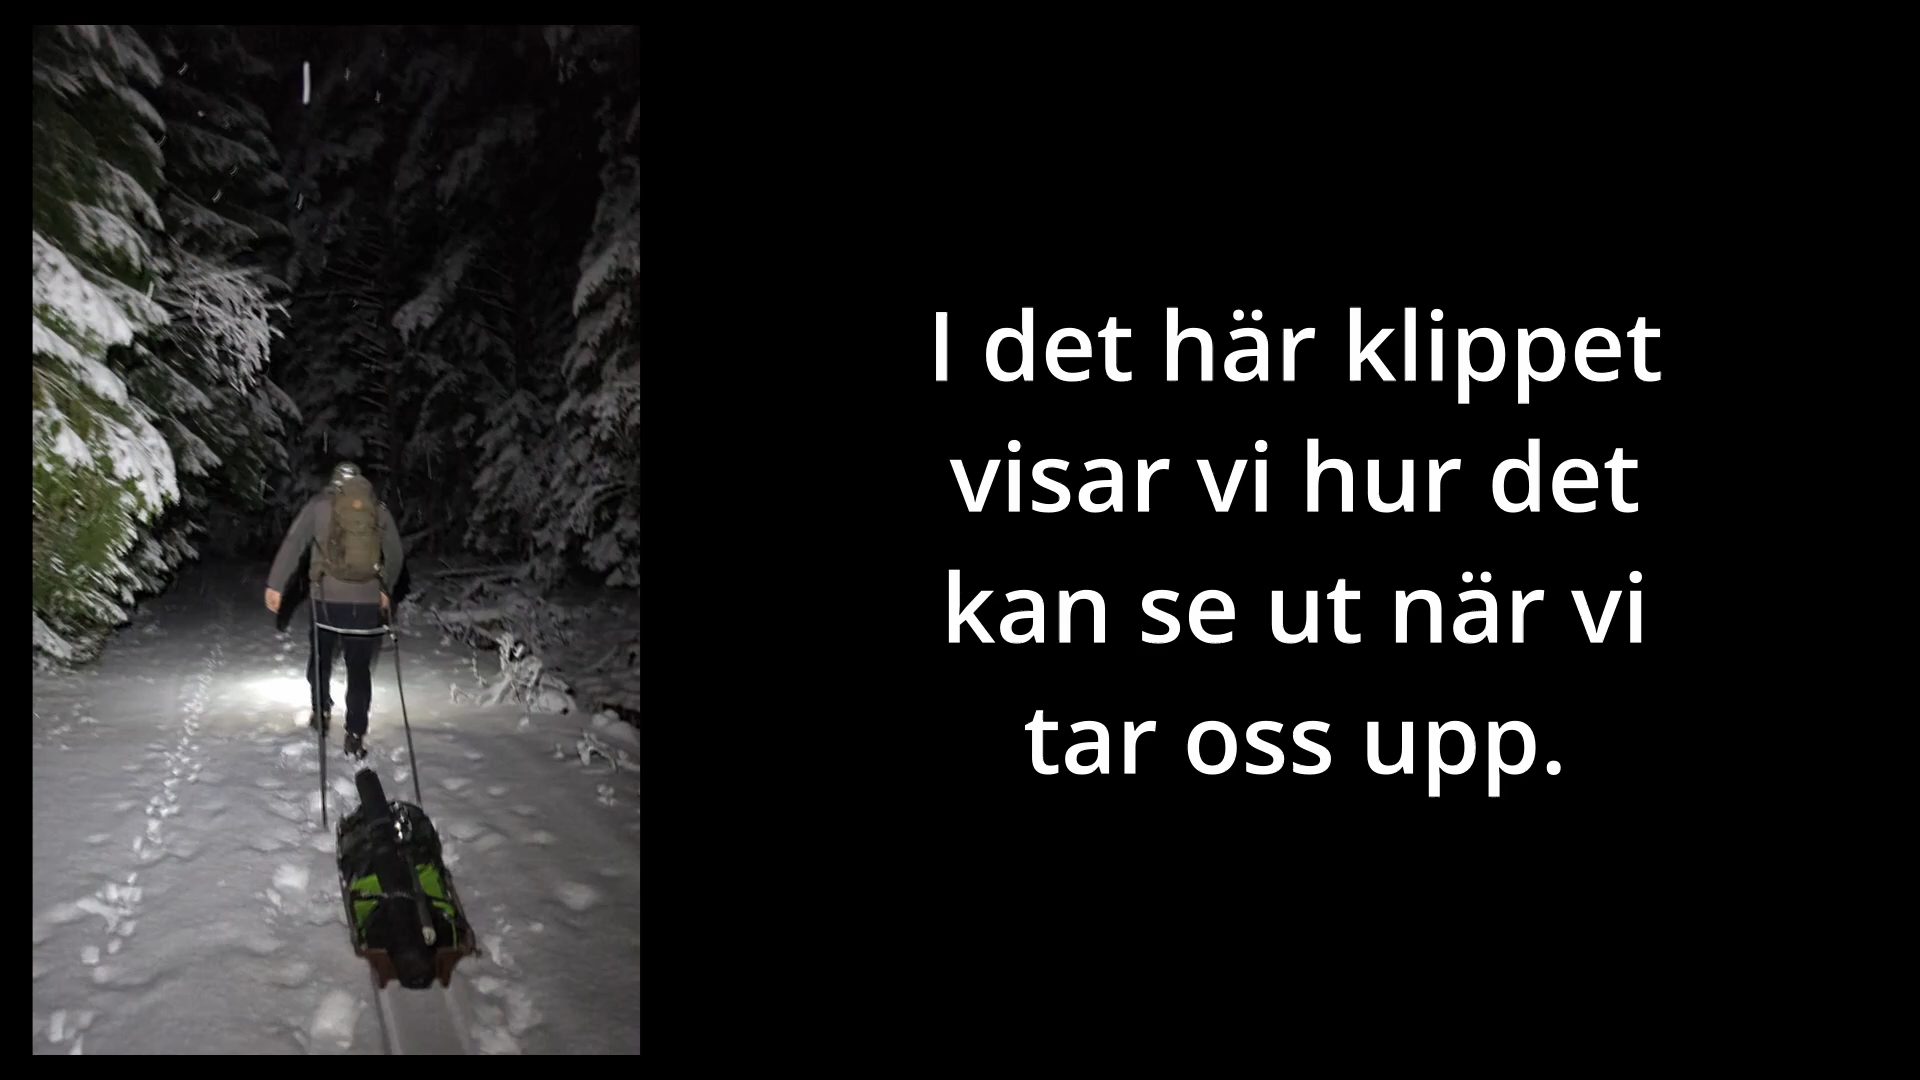 I det här klippet
visar vi hur det
kan se ut när vi
tar oss upp.